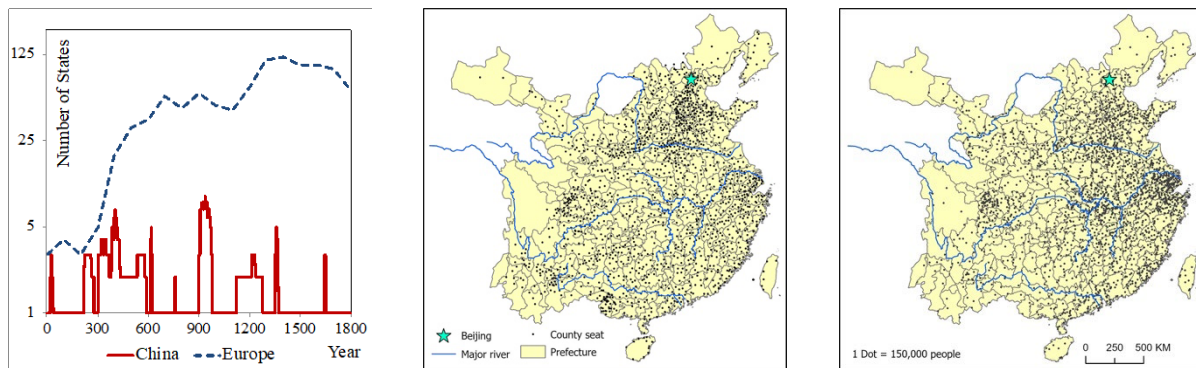 Number of States
125
25
5
1
0 300 600 900 1200 1500 1800
China Europe Year
Beijing County seat
Major river Prefecture
1 Dot = 150,000 people
0 250 500 KM